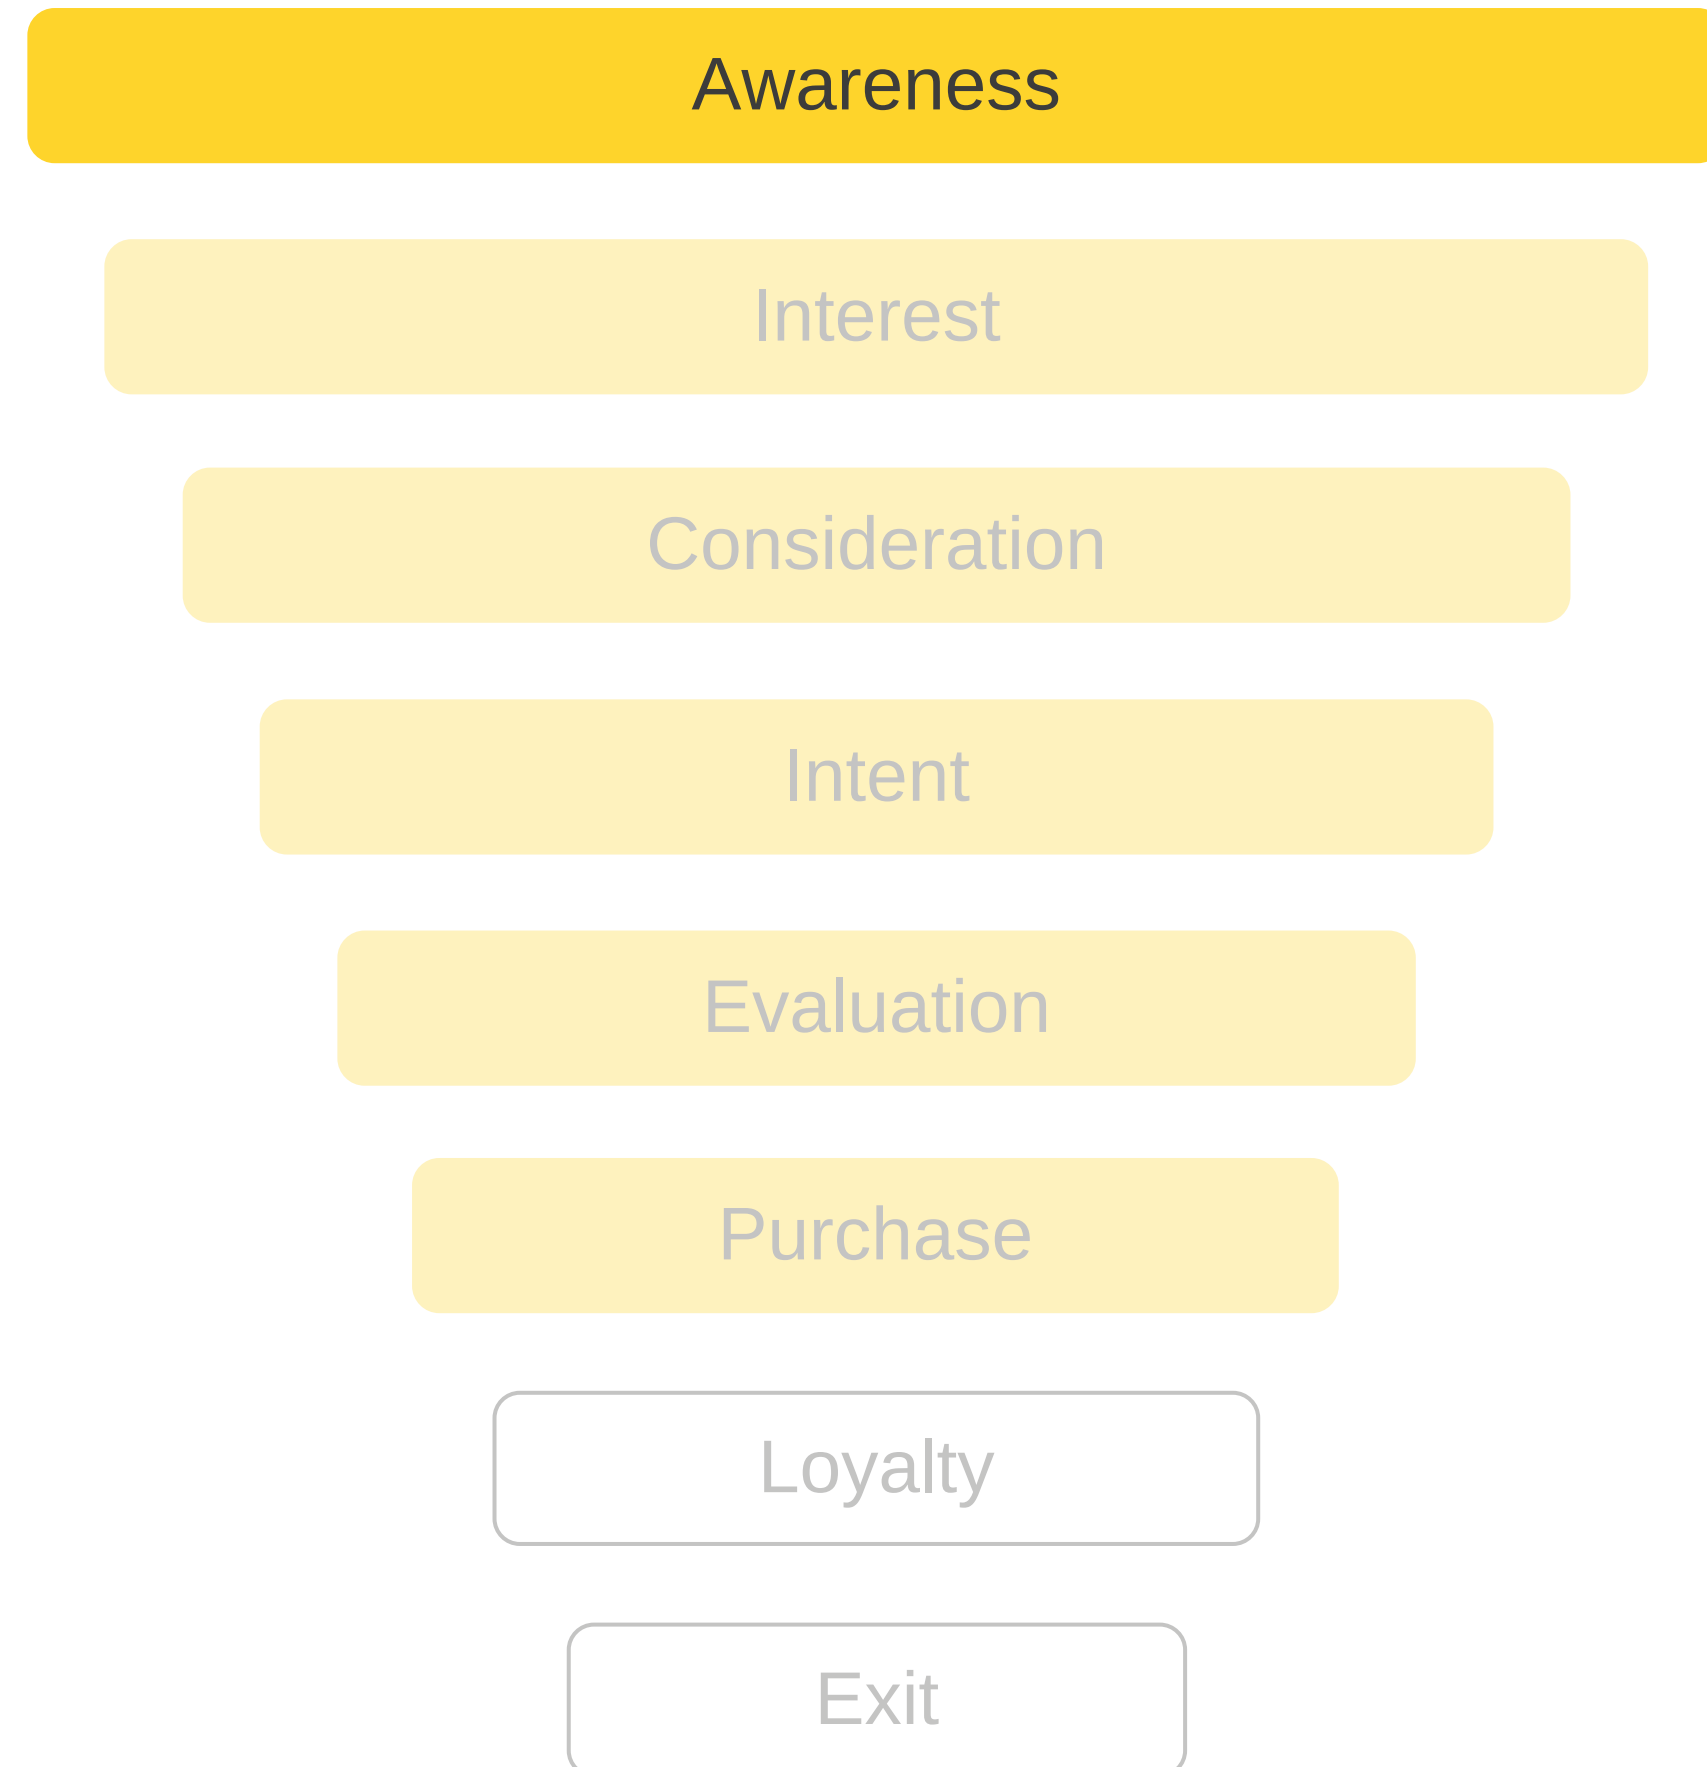 Awareness
Interest
Consideration
Intent
Evaluation
Purchase
Loyalty
Exit